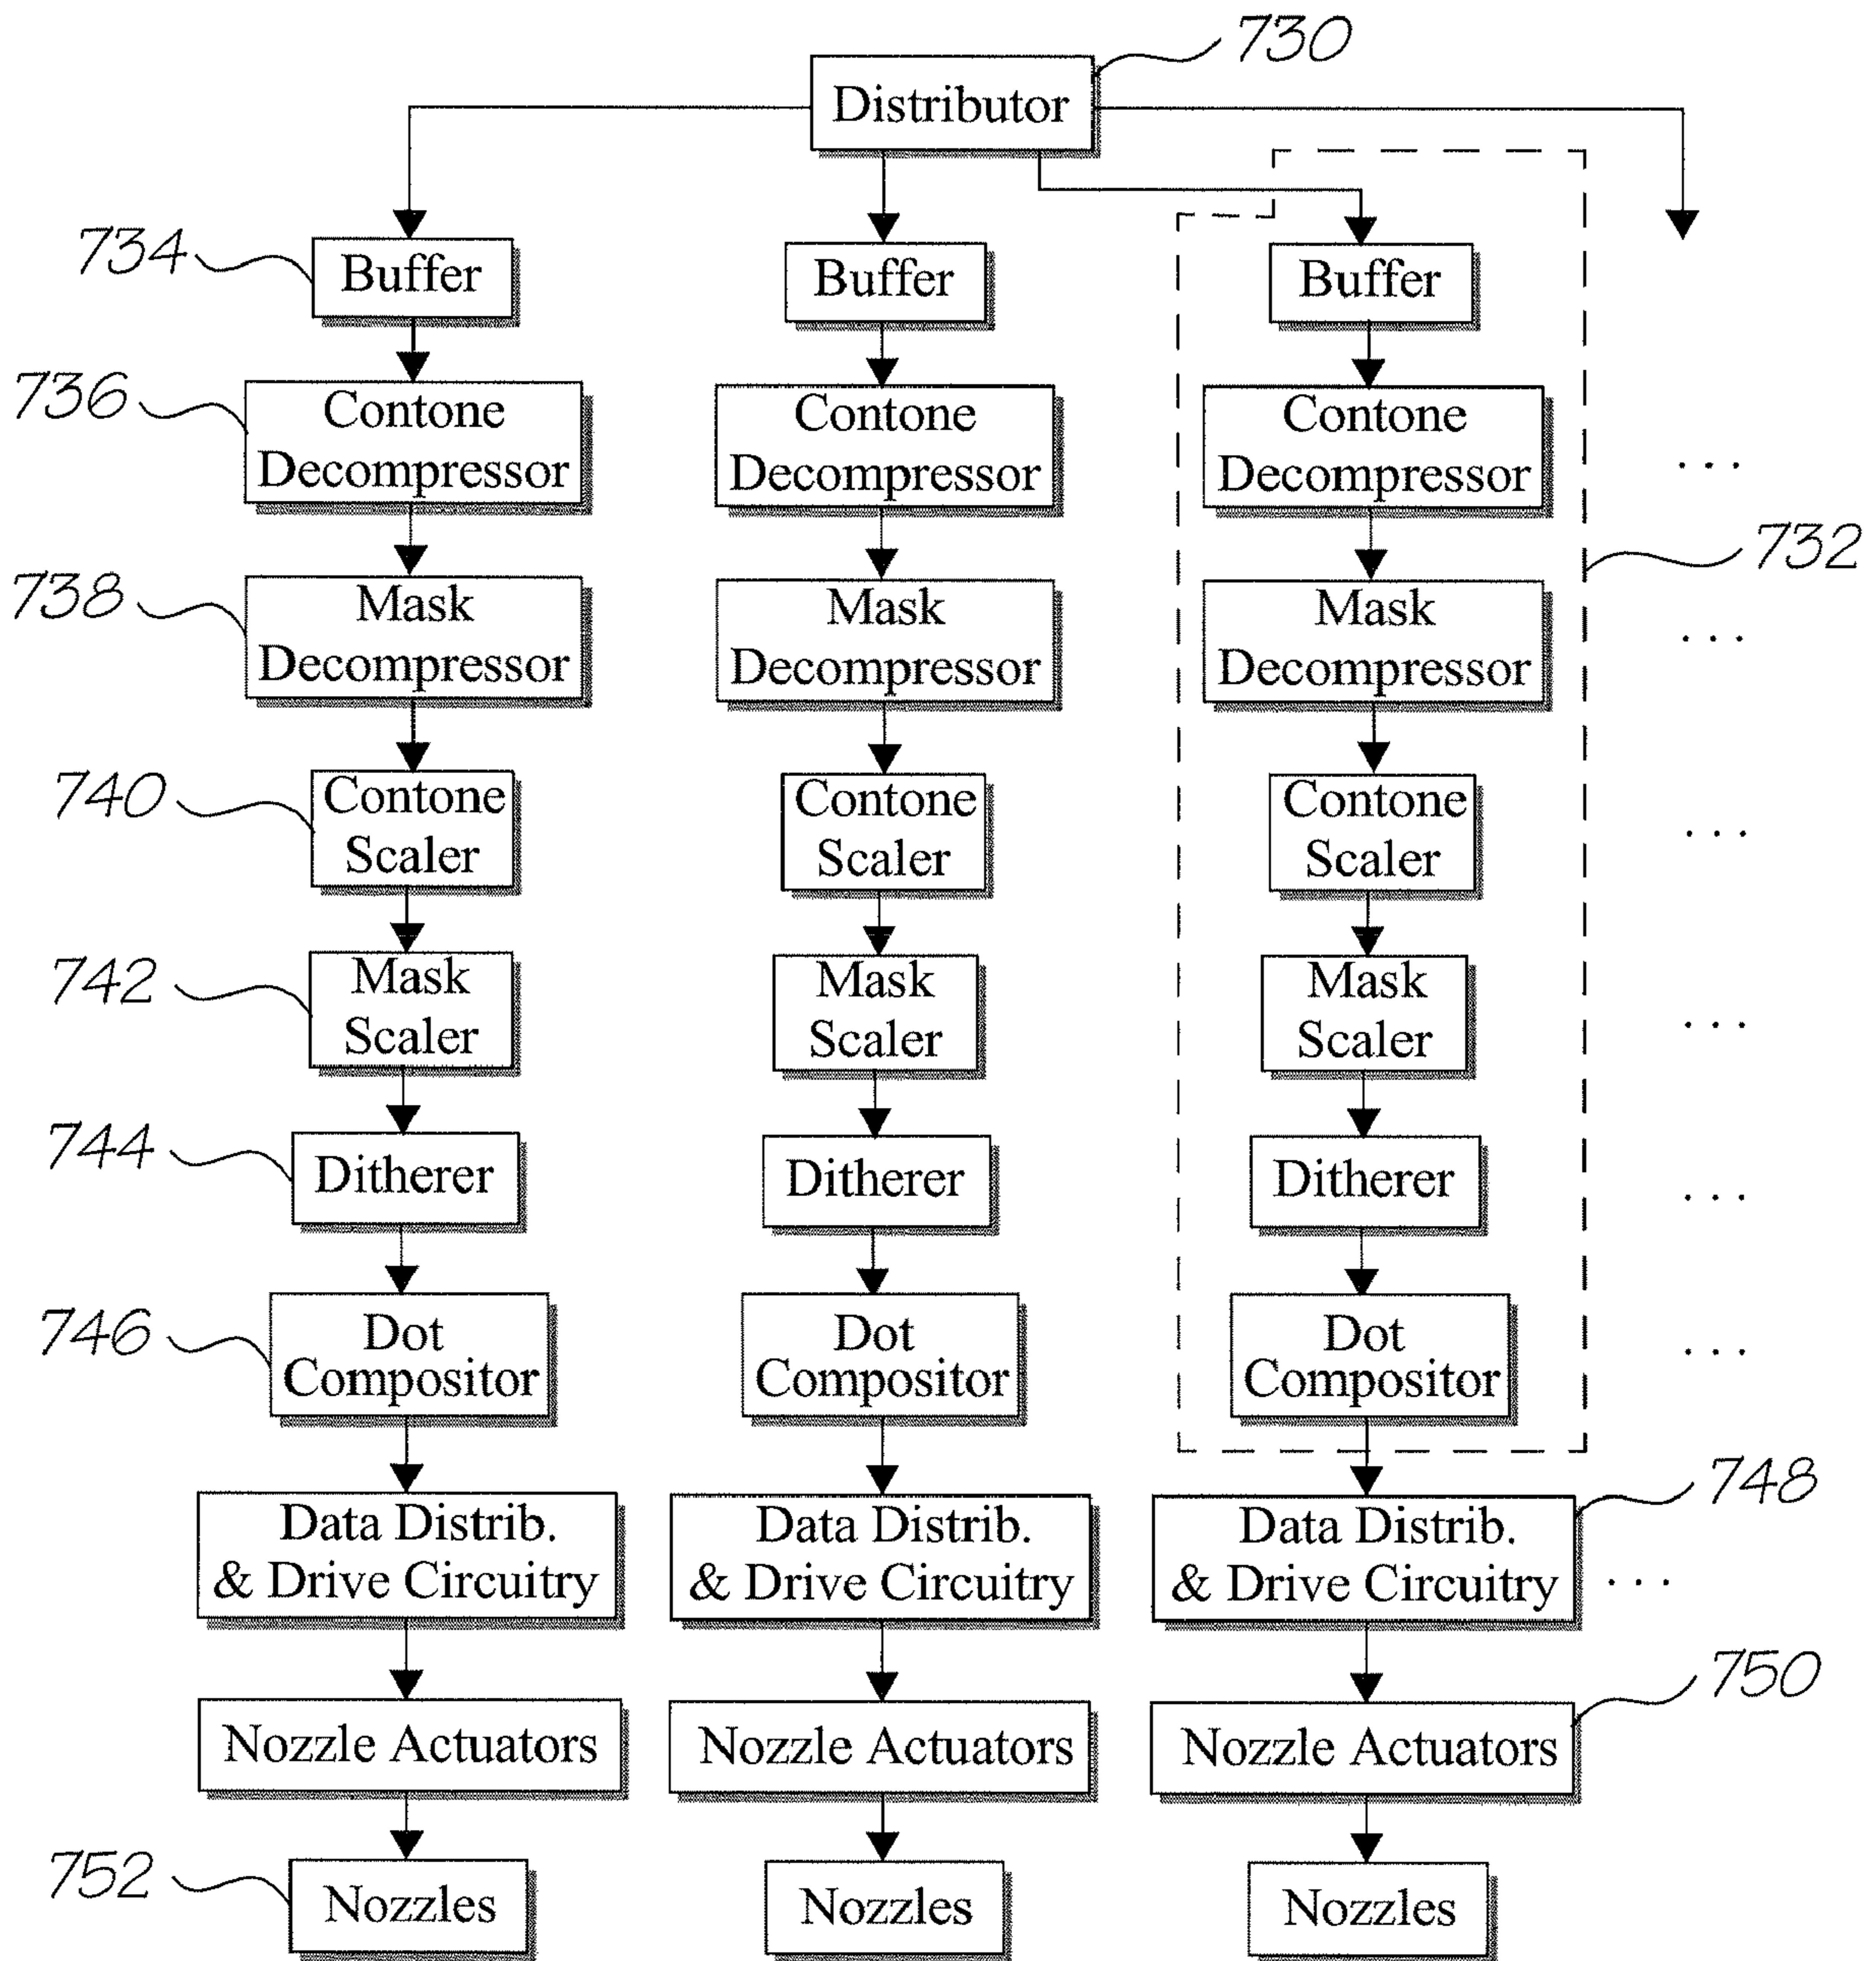 730
Distributor
734
Buffer
Buffer
Buffer
736
Contone
Decompressor
Contone
Decompressor
Contone
Decompressor
...
732
738
Mask
Decompressor
Mask
Decompressor
Mask
Decompressor
...
740
Contone
Scaler
Contone
Scaler
Contone
Scaler
...
742
Mask
Scaler
Mask
Scaler
Mask
Scaler
...
744
Ditherer
Ditherer
Ditherer
...
746
Dot
Compositor
Dot
Compositor
Dot
Compositor
...
748
Data Distrib.
& Drive Circuitry
Data Distrib.
& Drive Circuitry
Data Distrib.
& Drive Circuitry
...
750
Nozzle Actuators
Nozzle Actuators
Nozzle Actuators
752
Nozzles
Nozzles
Nozzles